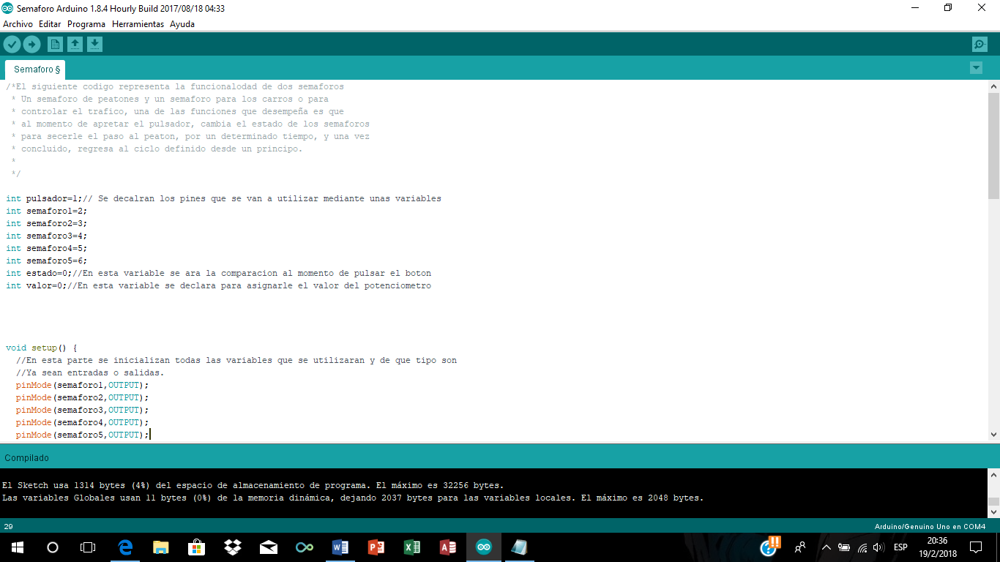 Semaforo Arduino 1.8.4 Hourly Build 2017/08/18 04:33
Archivo Editar Programa Herramientas Ayuda
Semaforo §
/*El siguiente codigo representa la funcionalodad de dos semaforos
* Un semaforo de peatones y un semaforo para los carros o para
* controlar el trafico, una de las funciones que desempeña es que
* al momento de apretar el pulsador, cambia el estado de los semaforos
* para secerle el paso al peaton, por un determinado tiempo, y una vez
* concluido, regresa al ciclo definido desde un principo.
*
*/
int pulsador=1;// Se decalran los pines que se van a utilizar mediante unas variables
int semaforo1=2;
int semaforo2=3;
int semaforo3=4;
int semaforo4=5;
int semaforo5=6;
int estado=0;//En esta variable se ara la comparacion al momento de pulsar el boton
int valor=0;//En esta variable se declara para asignarle el valor del potenciometro
void setup() {
//En esta parte se inicializan todas las variables que se utilizaran y de que tipo son
//Ya sean entradas o salidas.
pinMode(semaforo1,OUTPUT);
pinMode(semaforo2,OUTPUT);
pinMode(semaforo3,OUTPUT);
pinMode(semaforo4,OUTPUT);
pinMode(semaforo5,OUTPUT);
Compilado
El Sketch usa 1314 bytes (4%) del espacio de almacenamiento de programa. El máximo es 32256 bytes.
Las variables Globales usan 11 bytes (0%) de la memoria dinámica, dejando 2037 bytes para las variables locales. El máximo es 2048 bytes.
29
Arduino/Genuino Uno en COM4
ESP
20:36
19/2/2018